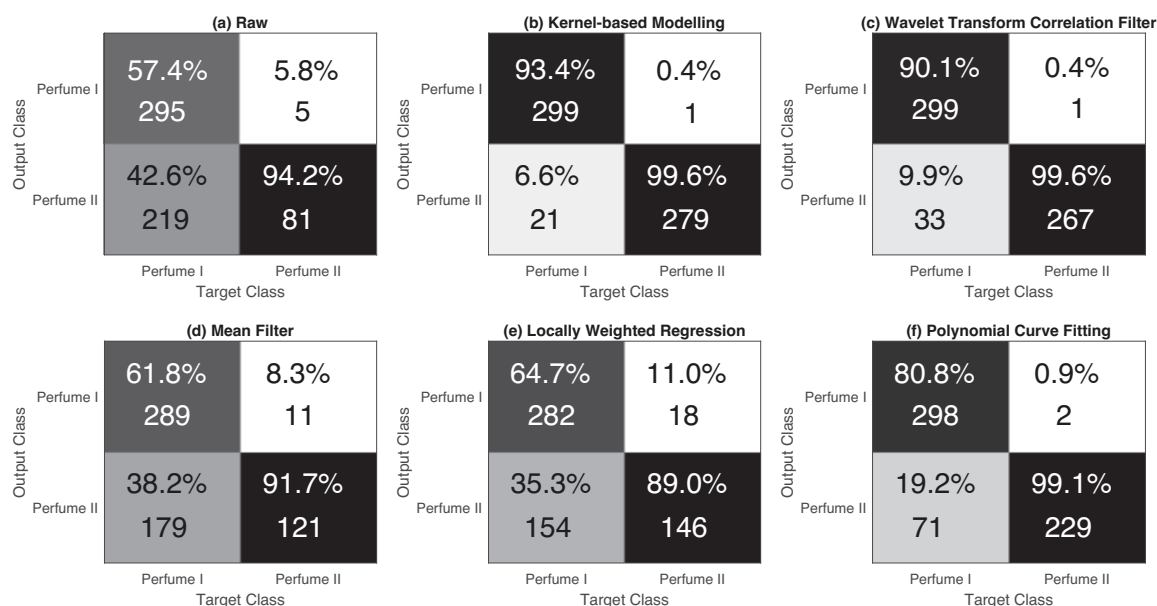 (a) Raw
57.4% 5.8%
295 5
42.6% 94.2%
219 81
Perfume I
Perfume II
Output Class
Perfume I Perfume II
Target Class
(b) Kernel-based Modelling
93.4% 0.4%
299 1
6.6% 99.6%
21 279
Perfume I
Perfume II
Output Class
Perfume I Perfume II
Target Class
(c) Wavelet Transform Correlation Filter
90.1% 0.4%
299 1
9.9% 99.6%
33 267
Perfume I
Perfume II
Output Class
Perfume I Perfume II
Target Class
(d) Mean Filter
61.8% 8.3%
289 11
38.2% 91.7%
179 121
Perfume I
Perfume II
Output Class
Perfume I Perfume II
Target Class
(e) Locally Weighted Regression
64.7% 11.0%
282 18
35.3% 89.0%
154 146
Perfume I
Perfume II
Output Class
Perfume I Perfume II
Target Class
(f) Polynomial Curve Fitting
80.8% 0.9%
298 2
19.2% 99.1%
71 229
Perfume I
Perfume II
Output Class
Perfume I Perfume II
Target Class